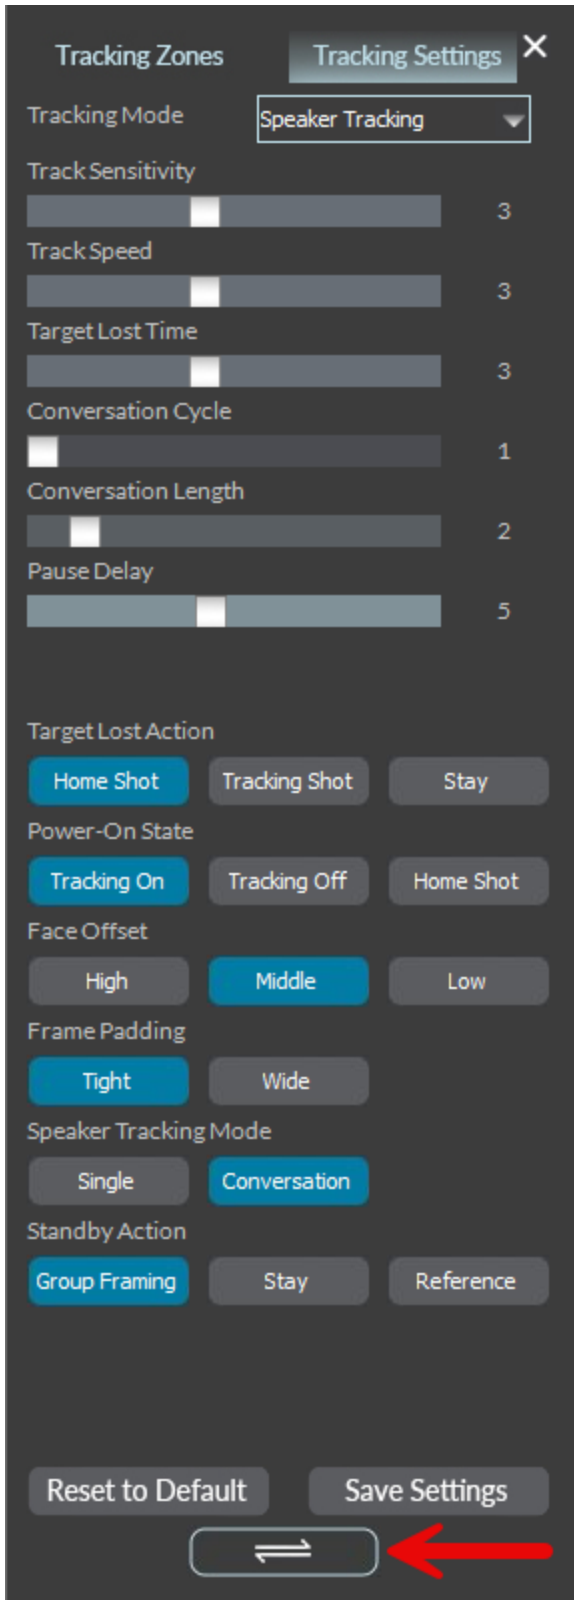 Tracking Zones Tracking Settings
Tracking Mode Speaker Tracking
Track Sensitivity
3
Track Speed
3
Target Lost Time
3
Conversation Cycle
1
Conversation Length
2
Pause Delay
5
Target Lost Action
Home Shot Tracking Shot Stay
Power-On State
Tracking On Tracking Off Home Shot
Face Offset
High Middle Low
Frame Padding
Tight Wide
Speaker Tracking Mode
Single Conversation
Standby Action
Group Framing Stay Reference
Reset to Default Save Settings